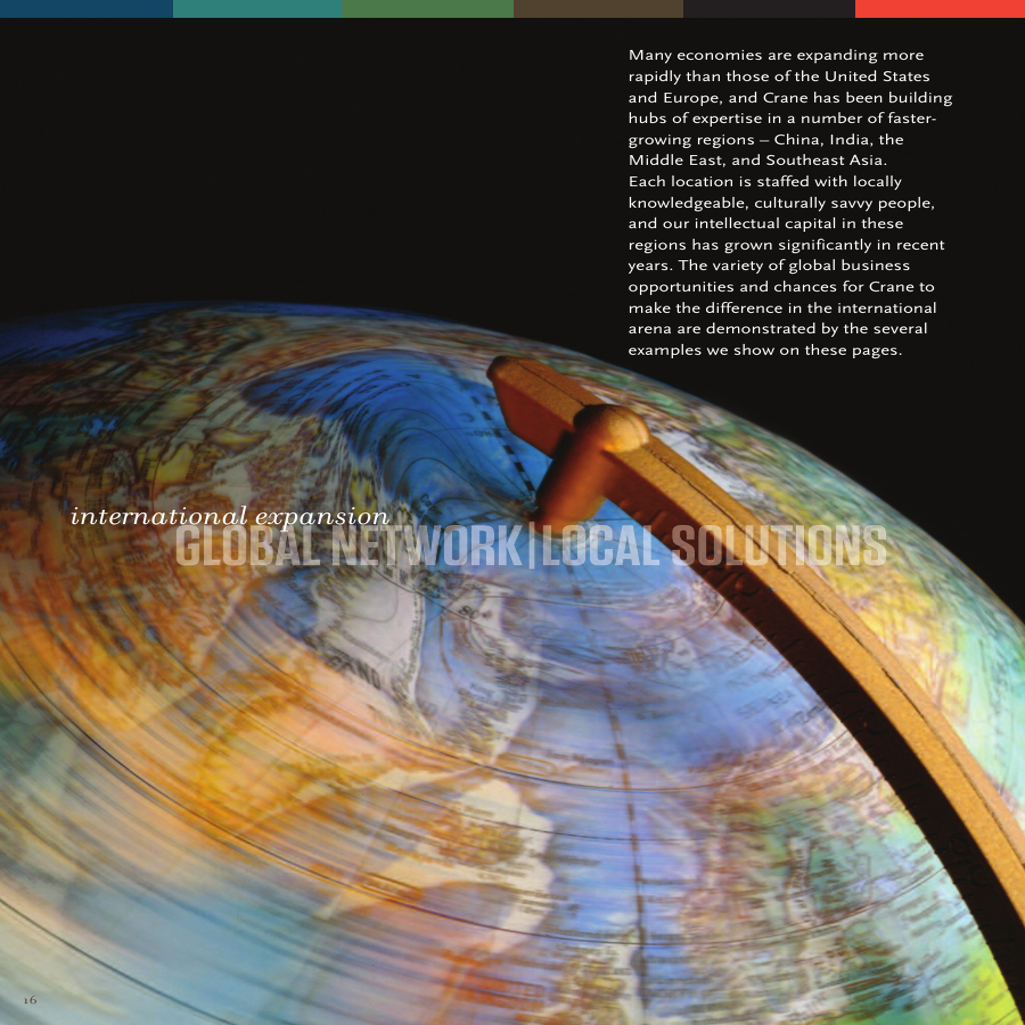 Many economies are expanding more
rapidly than those of the United States
and Europe, and Crane has been building
hubs of expertise in a number of faster-
growing regions – China, India, the
Middle East, and Southeast Asia.
Each location is staffed with locally
knowledgeable, culturally savvy people,
and our intellectual capital in these
regions has grown significantly in recent
years. The variety of global business
opportunities and chances for Crane to
make the difference in the international
arena are demonstrated by the several
examples we show on these pages.
international expansion
GLOBAL NETWORK|LOCAL SOLUTIONS
16